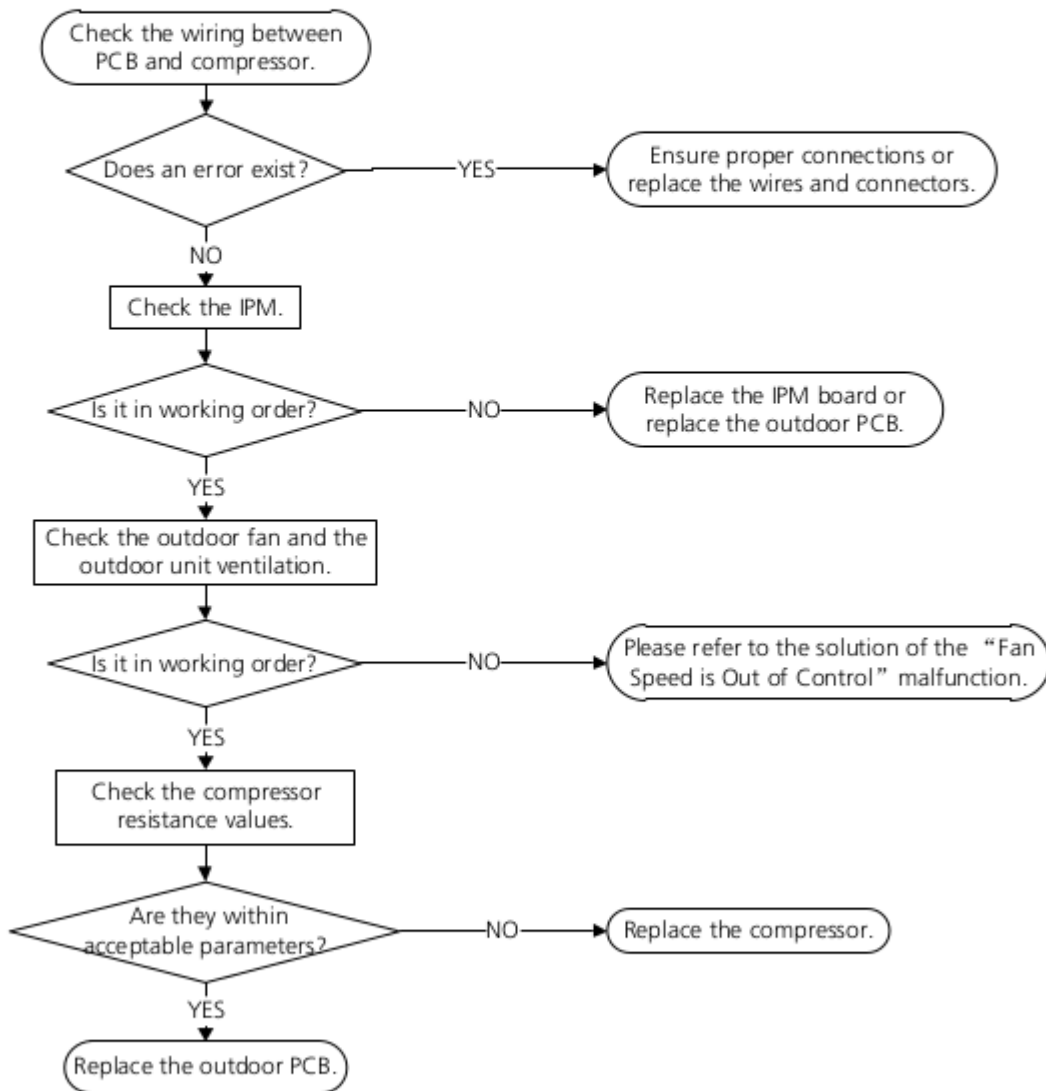 Check the wiring between
PCB and compressor.
Does an error exist?
YES
Ensure proper connections or
replace the wires and connectors.
NO
Check the IPM.
Is it in working order?
NO
Replace the IPM board or
replace the outdoor PCB.
YES
Check the outdoor fan and the
outdoor unit ventilation.
Is it in working order?
NO
Please refer to the solution of the “Fan
Speed is Out of Control” malfunction.
YES
Check the compressor
resistance values.
Are they within
acceptable parameters?
NO
Replace the compressor.
YES
Replace the outdoor PCB.